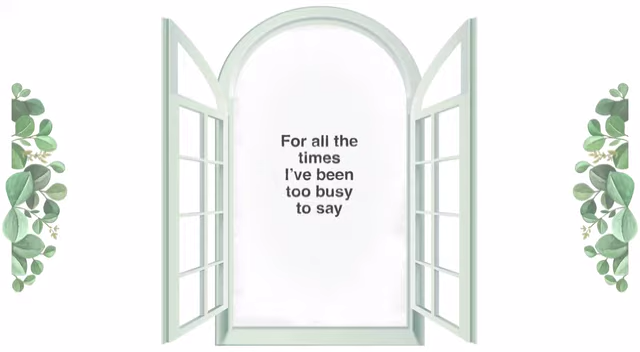 For all the
times
I've been
too busy
to say